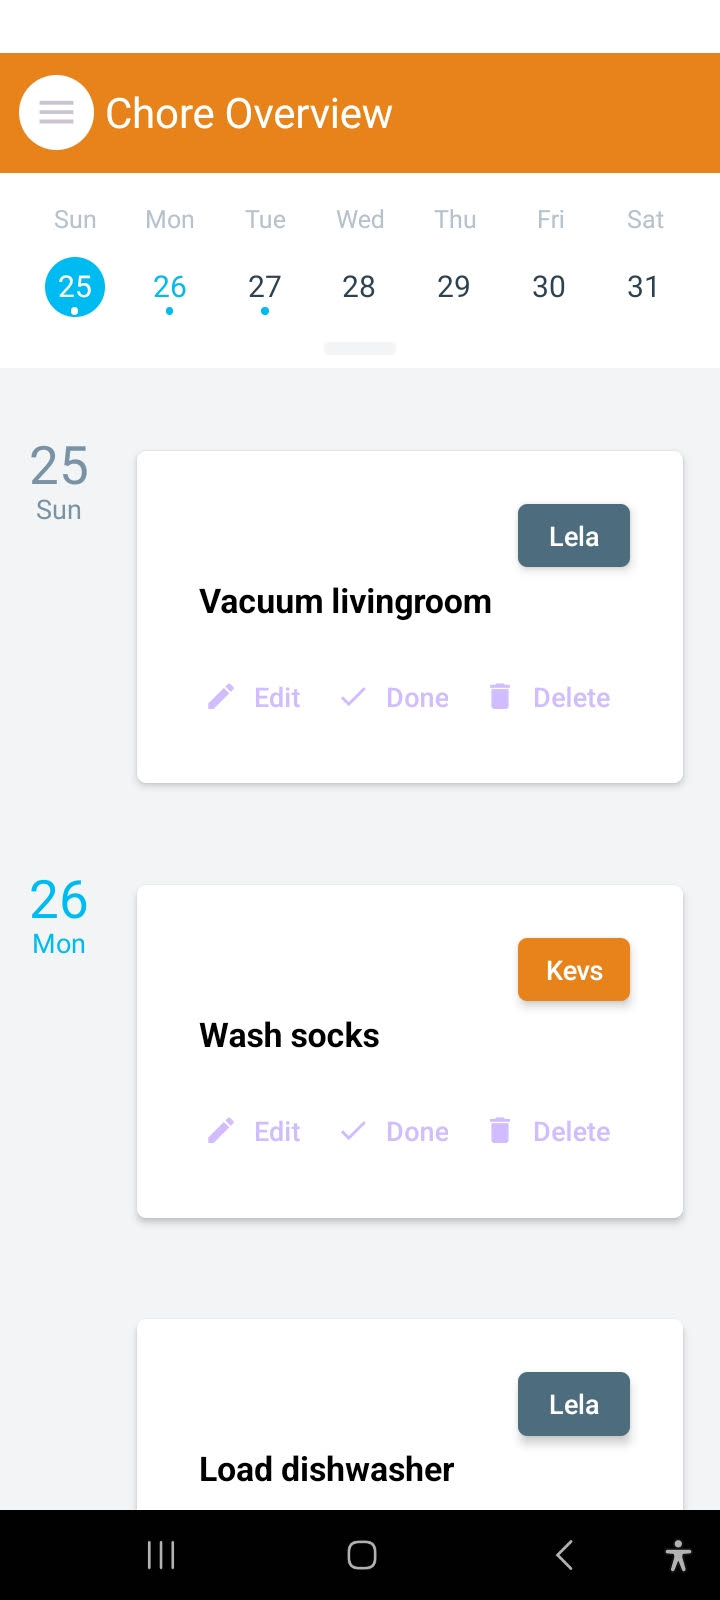 Chore Overview
Sun Mon Tue Wed Thu Fri Sat
25 26 27 28 29 30 31
25
Sun
Lela
Vacuum livingroom
Edit Done Delete
26
Mon
Kevs
Wash socks
Edit Done Delete
Lela
Load dishwasher